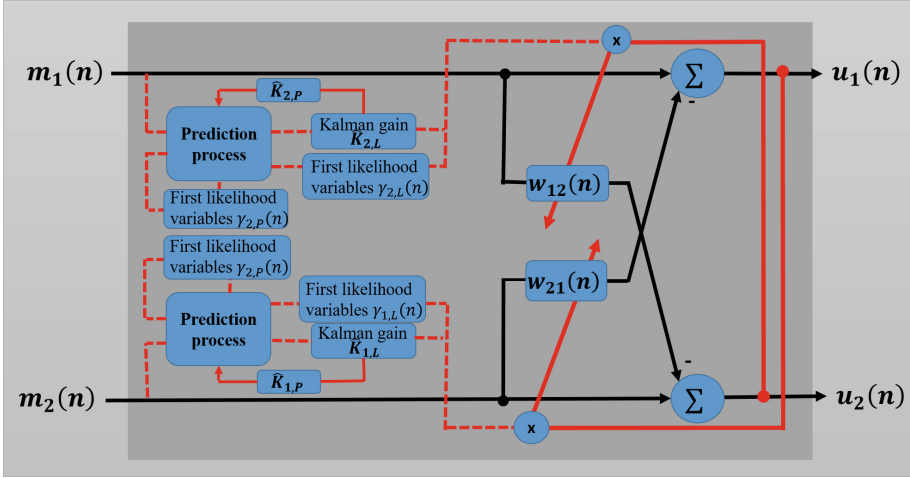 x
m₁(n)
Σ
u₁(n)
-
K̂₂,P
Prediction
process
Kalman gain
K̂₂,L
First likelihood
variables γ₂,L(n)
w₁₂(n)
First likelihood
variables γ₂,P(n)
First likelihood
variables γ₂,P(n)
w₂₁(n)
First likelihood
variables γ₁,L(n)
Prediction
process
Kalman gain
K̂₁,L
K̂₁,P
-
m₂(n)
Σ
u₂(n)
x